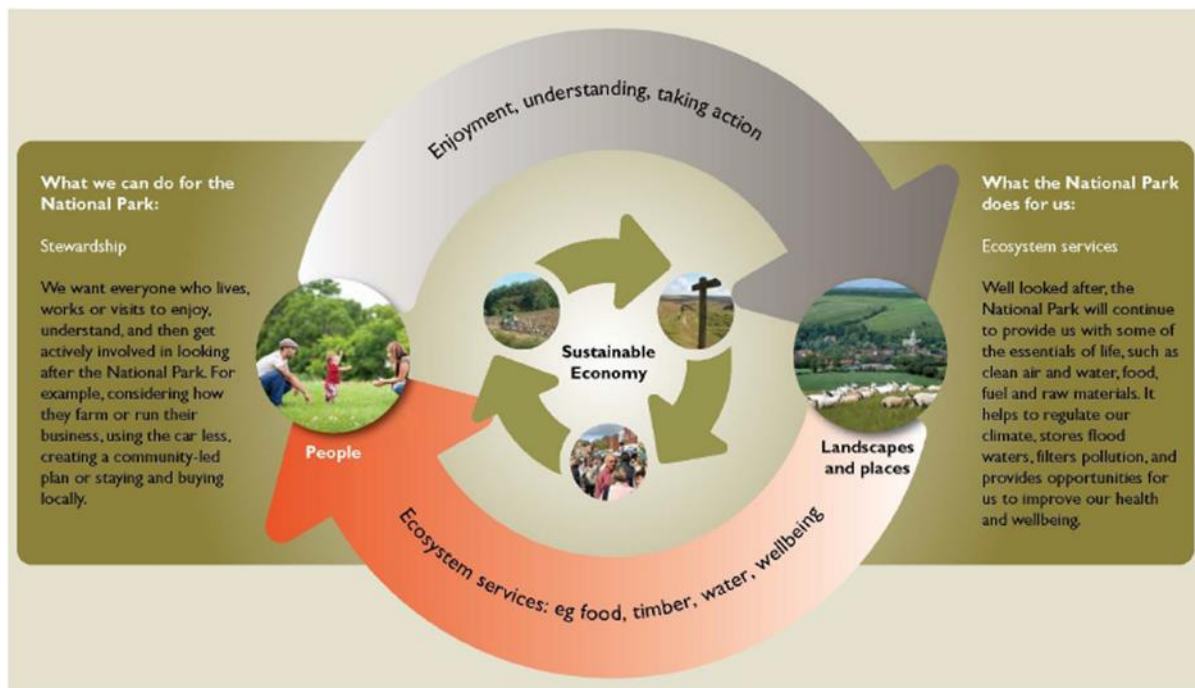 Enjoyment, understanding, taking action
What we can do for the
National Park:
Stewardship
We want everyone who lives,
works or visits to enjoy,
understand, and then get
actively involved in looking
after the National Park. For
example, considering how
they farm or run their
business, using the car less,
creating a community-led
plan or staying and buying
locally.
People
Sustainable
Economy
Landscapes
and places
Ecosystem services: eg food, timber, water, wellbeing
What the National Park
does for us:
Ecosystem services
Well looked after, the
National Park will continue
to provide us with some of
the essentials of life, such as
clean air and water, food,
fuel and raw materials. It
helps to regulate our
climate, stores flood
waters, filters pollution, and
provides opportunities for
us to improve our health
and wellbeing.